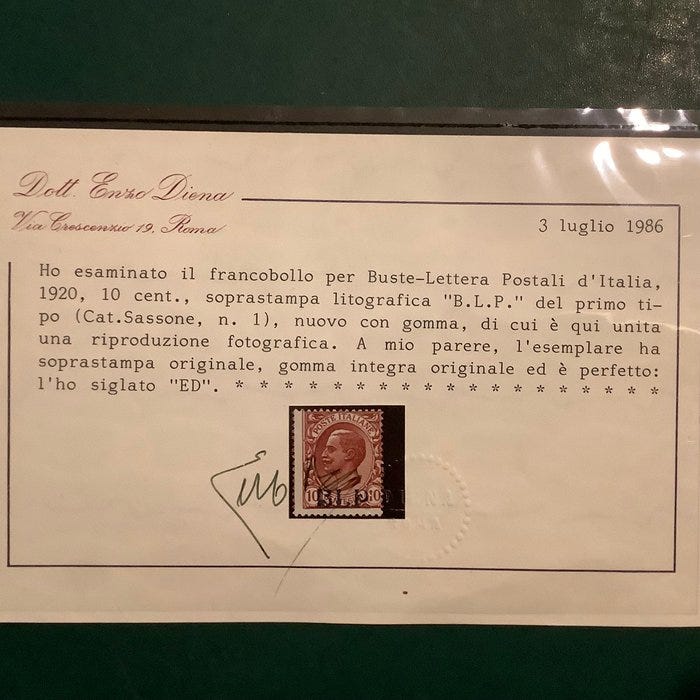 Dott. Enzo Diena
Via Crescenzio 19, Roma
3 luglio 1986
Ho esaminato il francobollo per Buste-Lettera Postali d'Italia,
1920, 10 cent., soprastampa litografica "B.L.P." del primo ti-
po (Cat.Sassone, n. 1), nuovo con gomma, di cui è qui unita
una riproduzione fotografica. A mio parere, l'esemplare ha
soprastampa originale, gomma integra originale ed è perfetto:
l'ho siglato "ED". * * * * * * * * * * * * * * * * * *
POSTE ITALIANE
10 10
DIENA
ROMA